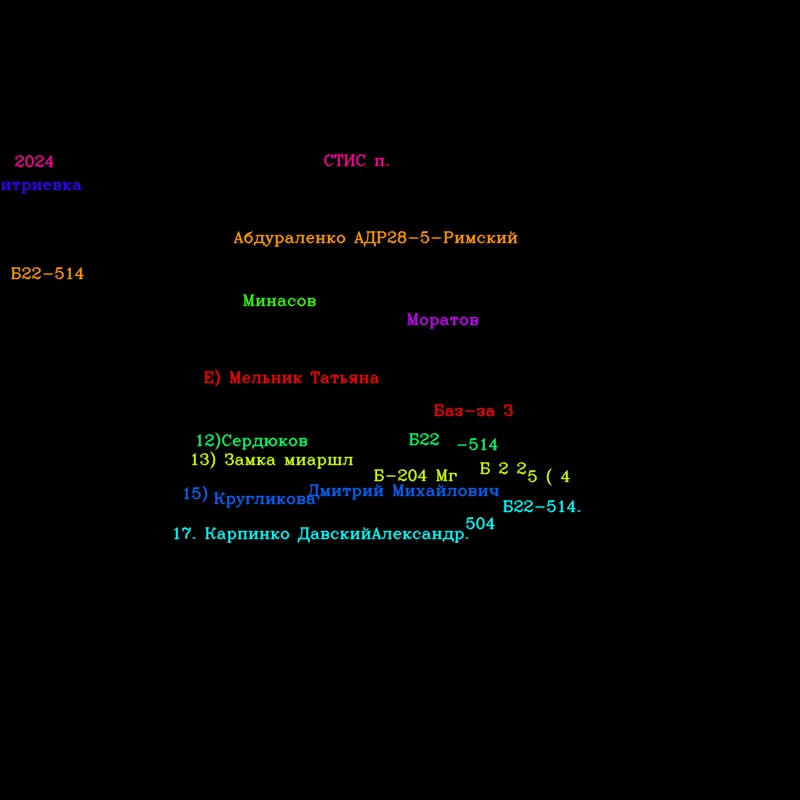 2024 СТИС п.
итриевка
Абдураленко АДР28-5-Римский
Б22-514
Минасов
Моратов
Е) Мельник Татьяна
Баз-за 3
12)Сердюков Б22 -514
13) Замка миаршл Б 2 2 5 ( 4
Б-204 Мг
15) Кругликова Дмитрий Михайлович
Б22-514.
504
17. Карпинко ДавскийАлександр.